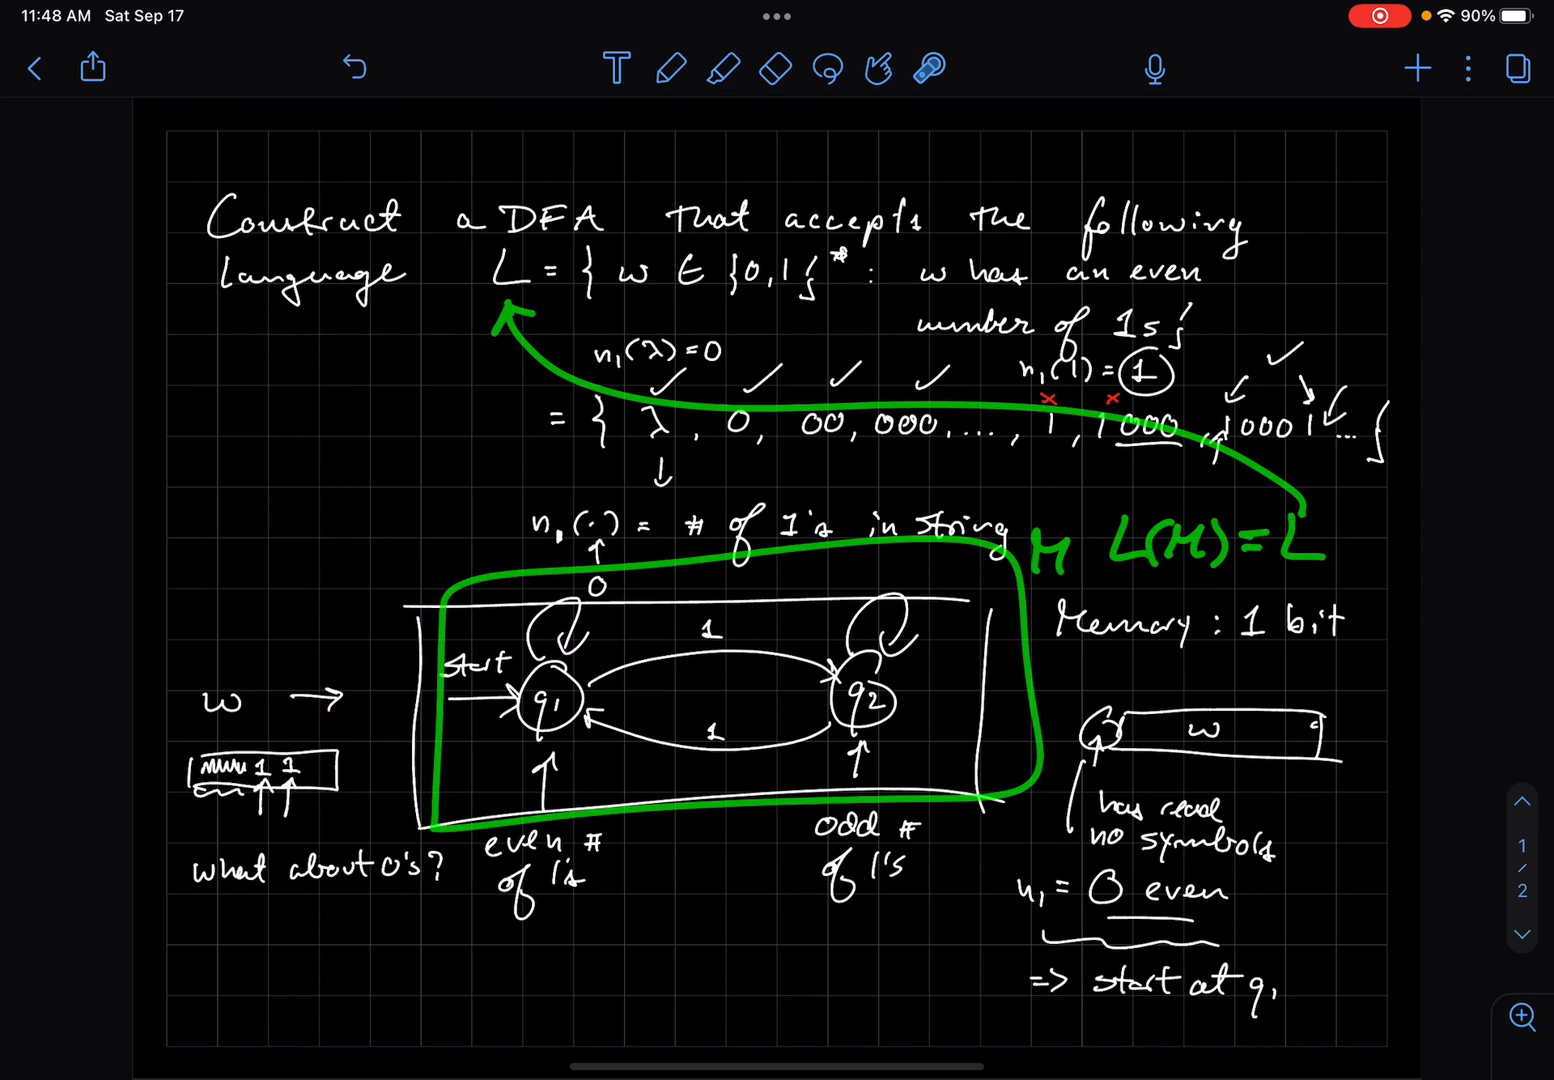 11:48 AM Sat Sep 17
90%
Construct a DFA that accepts the following
language L = { w ∈ {0,1}* : w has an even
number of 1s }
n₁(λ) = 0
n₁(1) = 1
= { λ, 0, 00, 000, ..., 1, 1000, 10001, ... }
n₁(·) = # of 1's in string
M L(M) = L
0
Memory : 1 bit
1
start
q1
q2
w →
1
w
1 1
has read
no symbols
even #
of 1's
odd #
of 1's
what about 0's?
n₁ = 0 even
=> start at q₁
1
/
2